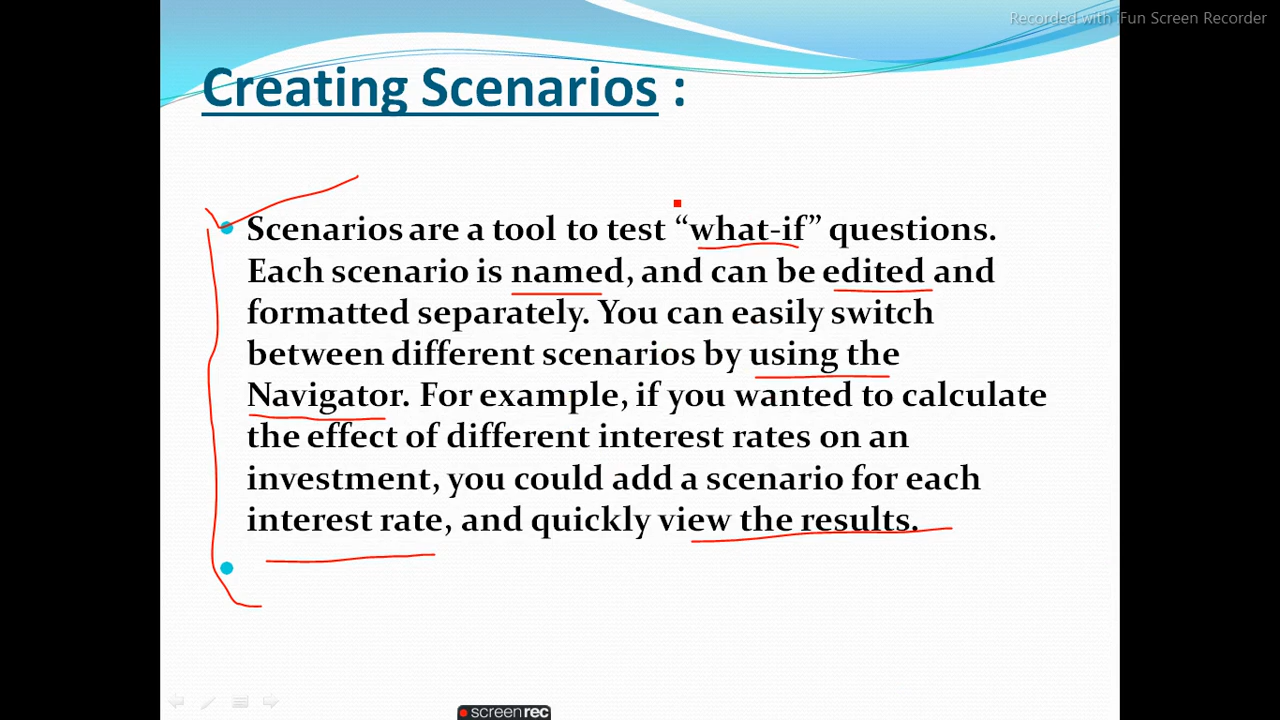 Recorded with iFun Screen Recorder
Creating Scenarios :
Scenarios are a tool to test “what-if” questions.
Each scenario is named, and can be edited and
formatted separately. You can easily switch
between different scenarios by using the
Navigator. For example, if you wanted to calculate
the effect of different interest rates on an
investment, you could add a scenario for each
interest rate, and quickly view the results.
screenrec